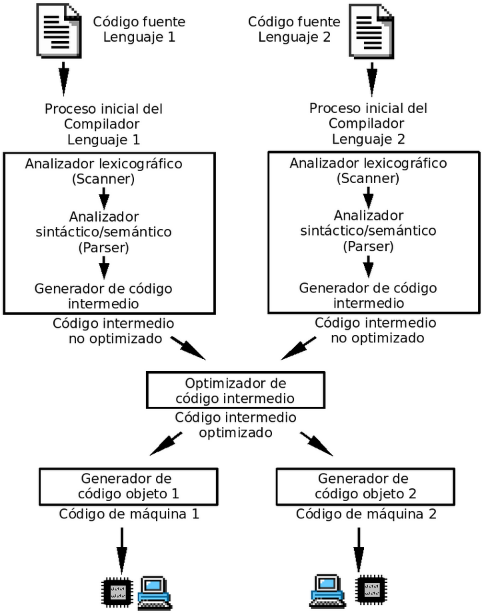 Código fuente
Lenguaje 1
Código fuente
Lenguaje 2
Proceso inicial del
Compilador
Lenguaje 1
Proceso inicial del
Compilador
Lenguaje 2
Analizador lexicográfico
(Scanner)
Analizador
sintáctico/semántico
(Parser)
Generador de código
intermedio
Analizador lexicográfico
(Scanner)
Analizador
sintáctico/semántico
(Parser)
Generador de código
intermedio
Código intermedio
no optimizado
Código intermedio
no optimizado
Optimizador de
código intermedio
Código intermedio
optimizado
Generador de
código objeto 1
Código de máquina 1
Generador de
código objeto 2
Código de máquina 2